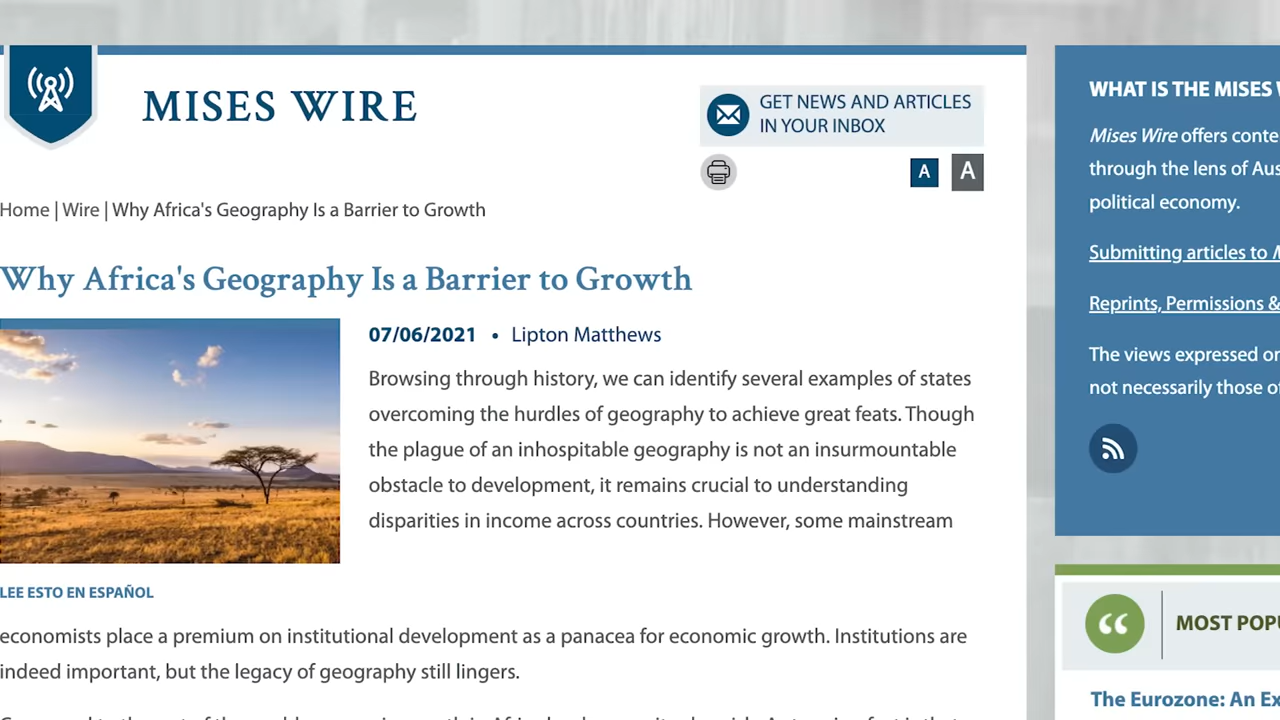 MISES WIRE
GET NEWS AND ARTICLES
IN YOUR INBOX
A A
Home | Wire | Why Africa's Geography Is a Barrier to Growth
Why Africa's Geography Is a Barrier to Growth
07/06/2021 • Lipton Matthews
Browsing through history, we can identify several examples of states
overcoming the hurdles of geography to achieve great feats. Though
the plague of an inhospitable geography is not an insurmountable
obstacle to development, it remains crucial to understanding
disparities in income across countries. However, some mainstream
LEE ESTO EN ESPAÑOL
economists place a premium on institutional development as a panacea for economic growth. Institutions are
indeed important, but the legacy of geography still lingers.
WHAT IS THE MISES
Mises Wire offers
through the lens of
political economy.
Submitting articles to
Reprints, Permissions &
The views expressed
not necessarily those
MOST
The Eurozone: An